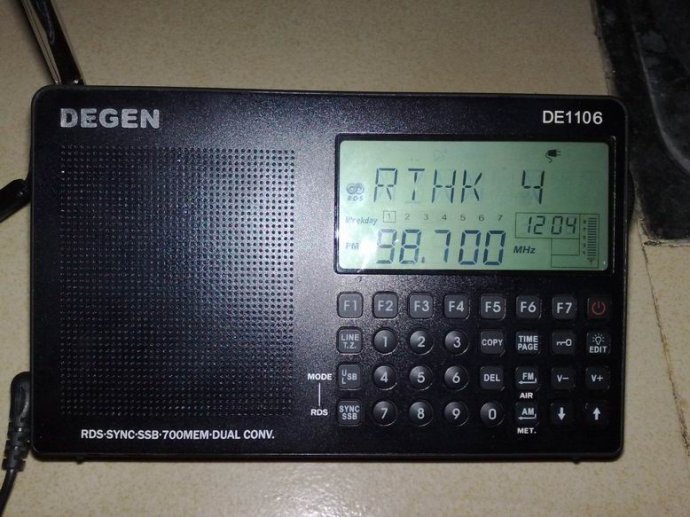 DEGEN
DE1106
RDS
RTHK 4
Weekday 1 2 3 4 5 6 7
12 04
FM 98.700 MHz
F1 F2 F3 F4 F5 F6 F7
LINE T.Z. 1 2 3 COPY TIME PAGE EDIT
MODE
USB LSB 4 5 6 DEL FM V- V+
AIR
RDS
SYNC SSB 7 8 9 0 AM
MET.
RDS·SYNC·SSB·700MEM·DUAL CONV.